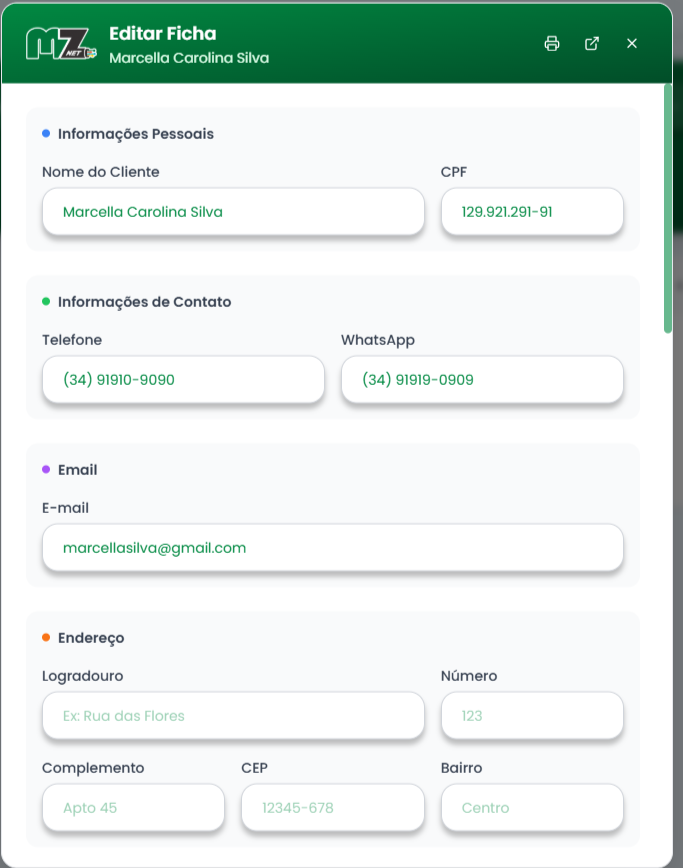 MZ
NET
Editar Ficha
Marcella Carolina Silva
Informações Pessoais
Nome do Cliente CPF
Marcella Carolina Silva 129.921.291-91
Informações de Contato
Telefone WhatsApp
(34) 91910-9090 (34) 91919-0909
Email
E-mail
marcellasilva@gmail.com
Endereço
Logradouro Número
Ex: Rua das Flores 123
Complemento CEP Bairro
Apto 45 12345-678 Centro